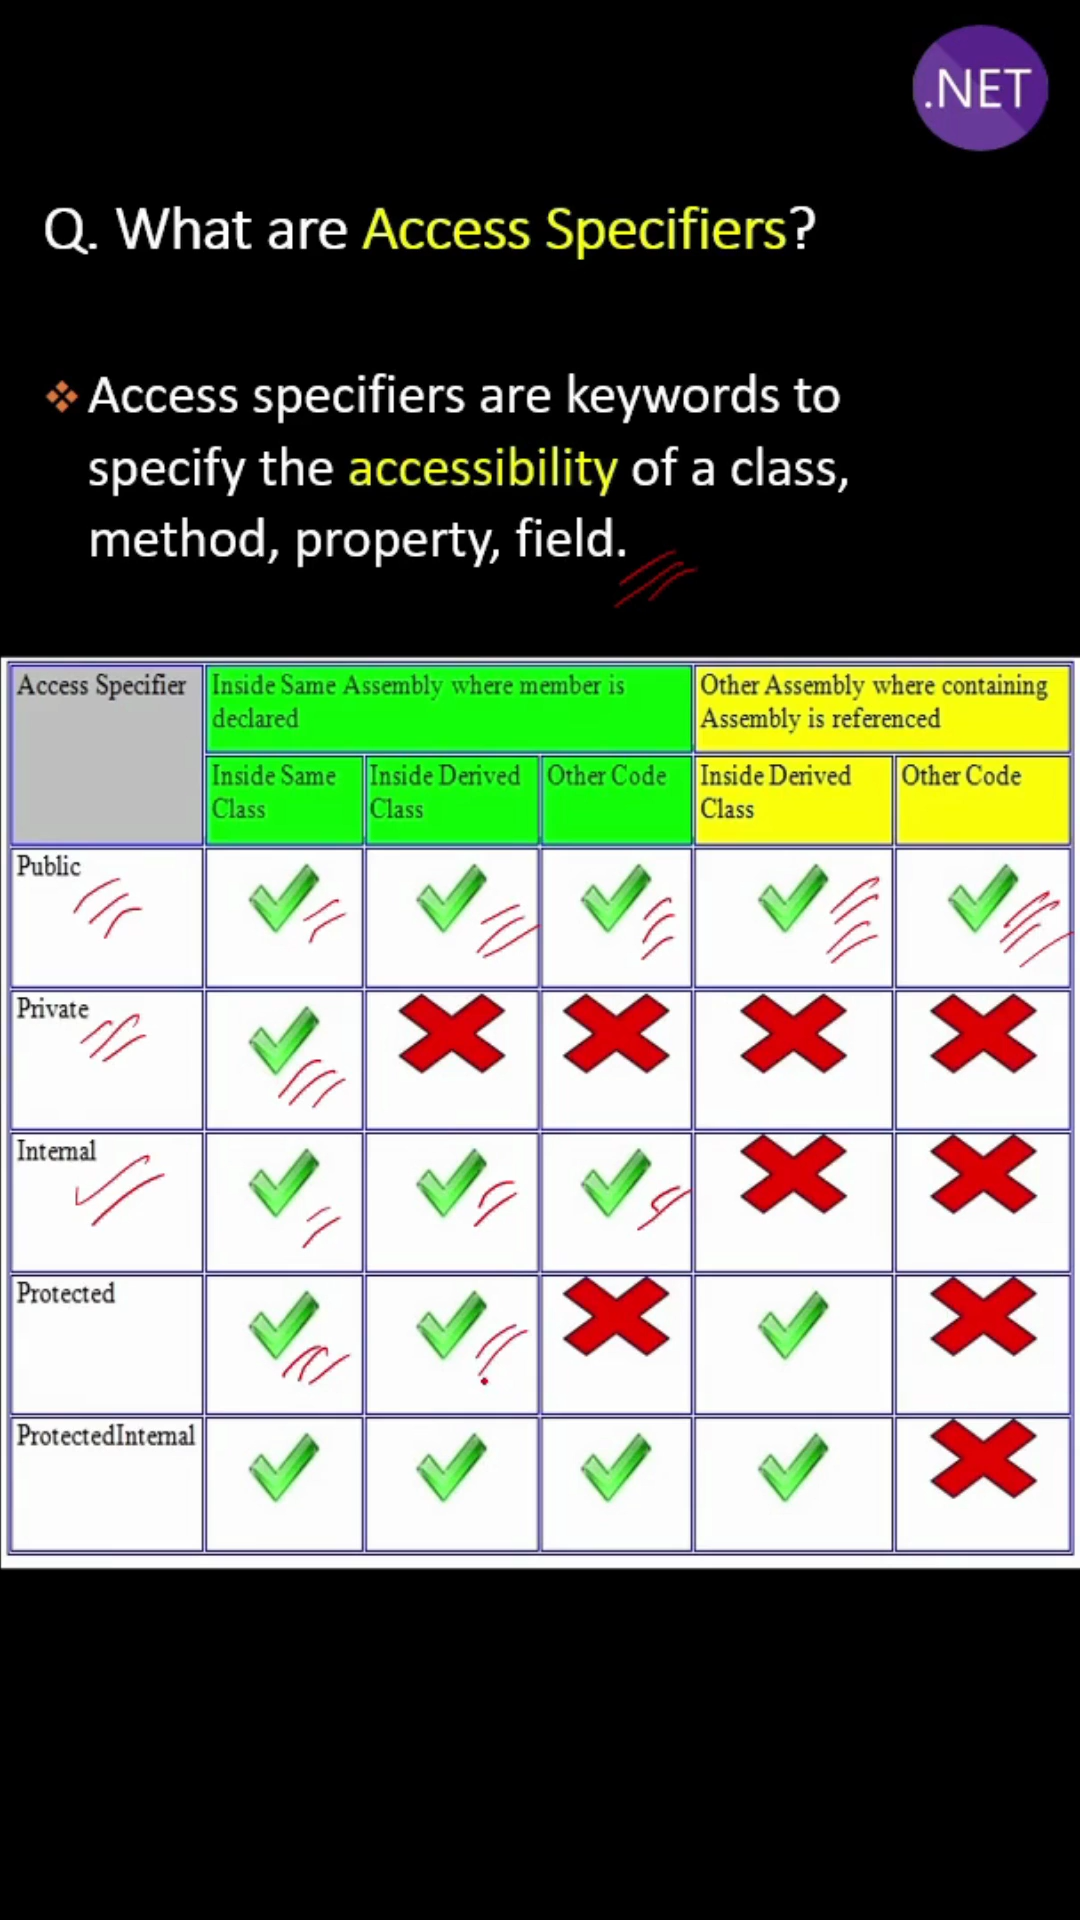 .NET
Q. What are Access Specifiers?
Access specifiers are keywords to
specify the accessibility of a class,
method, property, field.
Access Specifier
Inside Same Assembly where member is
declared
Other Assembly where containing
Assembly is referenced
Inside Same
Class
Inside Derived
Class
Other Code
Inside Derived
Class
Other Code
Public
Private
Internal
Protected
ProtectedInternal